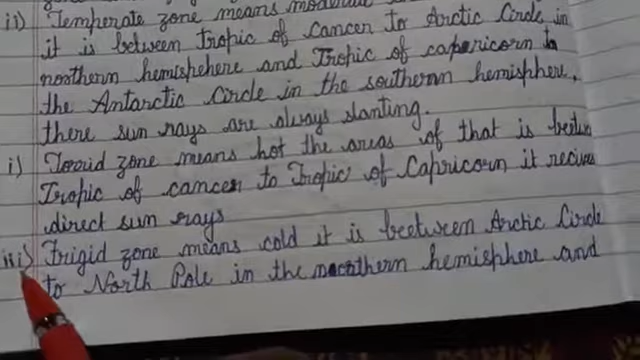 ii) Temperate zone means moderate
it is between tropic of cancer to Arctic Circle in
northern hemispehere and Tropic of caparicorn to
the Antarctic Circle in the southern hemisphere,
there sun rays are always slanting.
i) Torrid zone means hot the areas of that is beetwn
Tropic of cancer to Tropic of Capricorn it recives
direct sun rays
iii) Frigid zone means cold it is beetween Arctic Circle
to North Pole in the northern hemisphere and